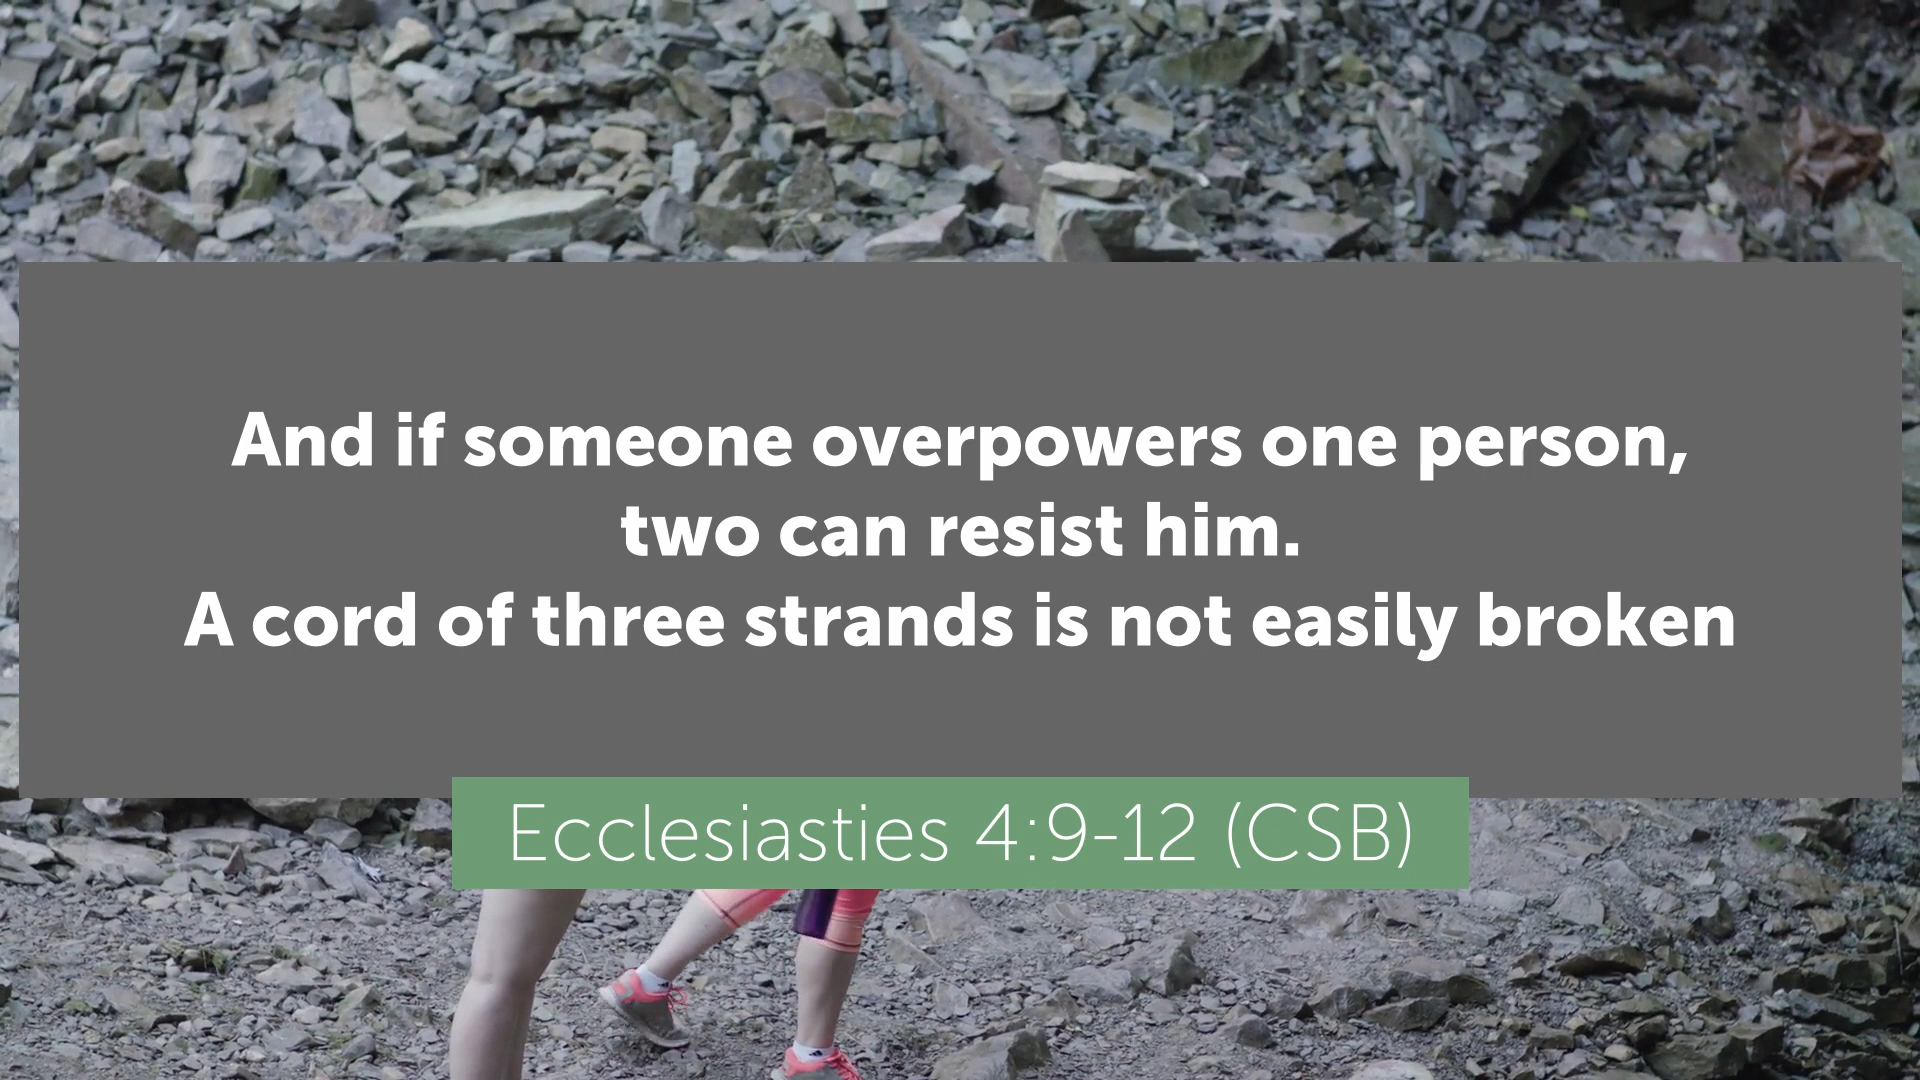 And if someone overpowers one person,
two can resist him.
A cord of three strands is not easily broken
Ecclesiasties 4:9-12 (CSB)